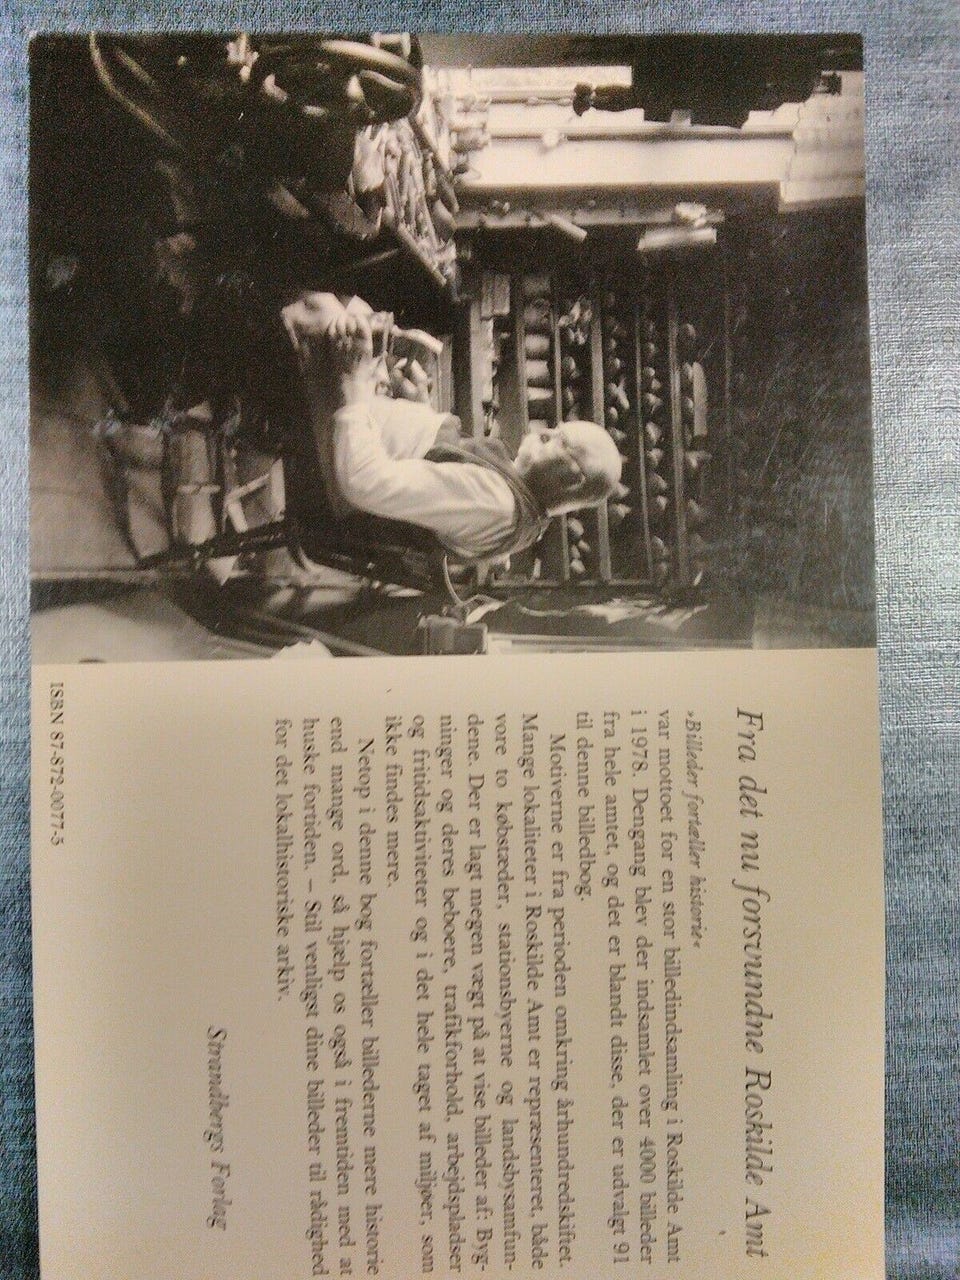 Fra det nu forsvundne Roskilde Amt
»Billeder fortæller historie«
var mottoet for en stor billedindsamling i Roskilde Amt
i 1978. Dengang blev der indsamlet over 4000 billeder
fra hele amtet, og det er blandt disse, der er udvalgt 91
til denne billedbog.
Motiverne er fra perioden omkring århundredskiftet.
Mange lokaliteter i Roskilde Amt er repræsenteret, både
vore to købstæder, stationsbyerne og landsbysamfun-
dene. Der er lagt megen vægt på at vise billeder af: Byg-
ninger og deres beboere, trafikforhold, arbejdspladser
og fritidsaktiviteter og i det hele taget af miljøer, som
ikke findes mere.
Netop i denne bog fortæller billederne mere historie
end mange ord, så hjælp os også i fremtiden med at
huske fortiden. – Stil venligst dine billeder til rådighed
for det lokalhistoriske arkiv.
Strandbergs Forlag
ISBN 87-872-0077-5